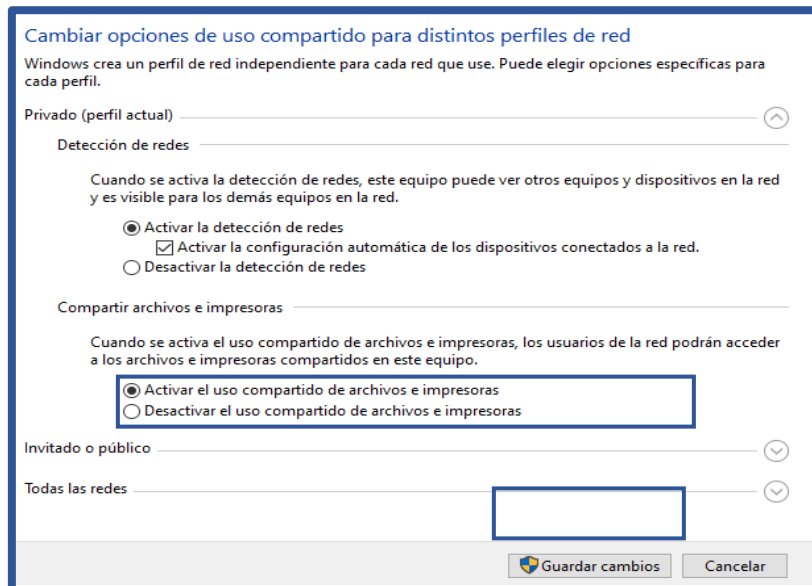 Cambiar opciones de uso compartido para distintos perfiles de red
Windows crea un perfil de red independiente para cada red que use. Puede elegir opciones específicas para
cada perfil.
Privado (perfil actual)
Detección de redes
Cuando se activa la detección de redes, este equipo puede ver otros equipos y dispositivos en la red
y es visible para los demás equipos en la red.
Activar la detección de redes
Activar la configuración automática de los dispositivos conectados a la red.
Desactivar la detección de redes
Compartir archivos e impresoras
Cuando se activa el uso compartido de archivos e impresoras, los usuarios de la red podrán acceder
a los archivos e impresoras compartidos en este equipo.
Activar el uso compartido de archivos e impresoras
Desactivar el uso compartido de archivos e impresoras
Invitado o público
Todas las redes
Guardar cambios Cancelar